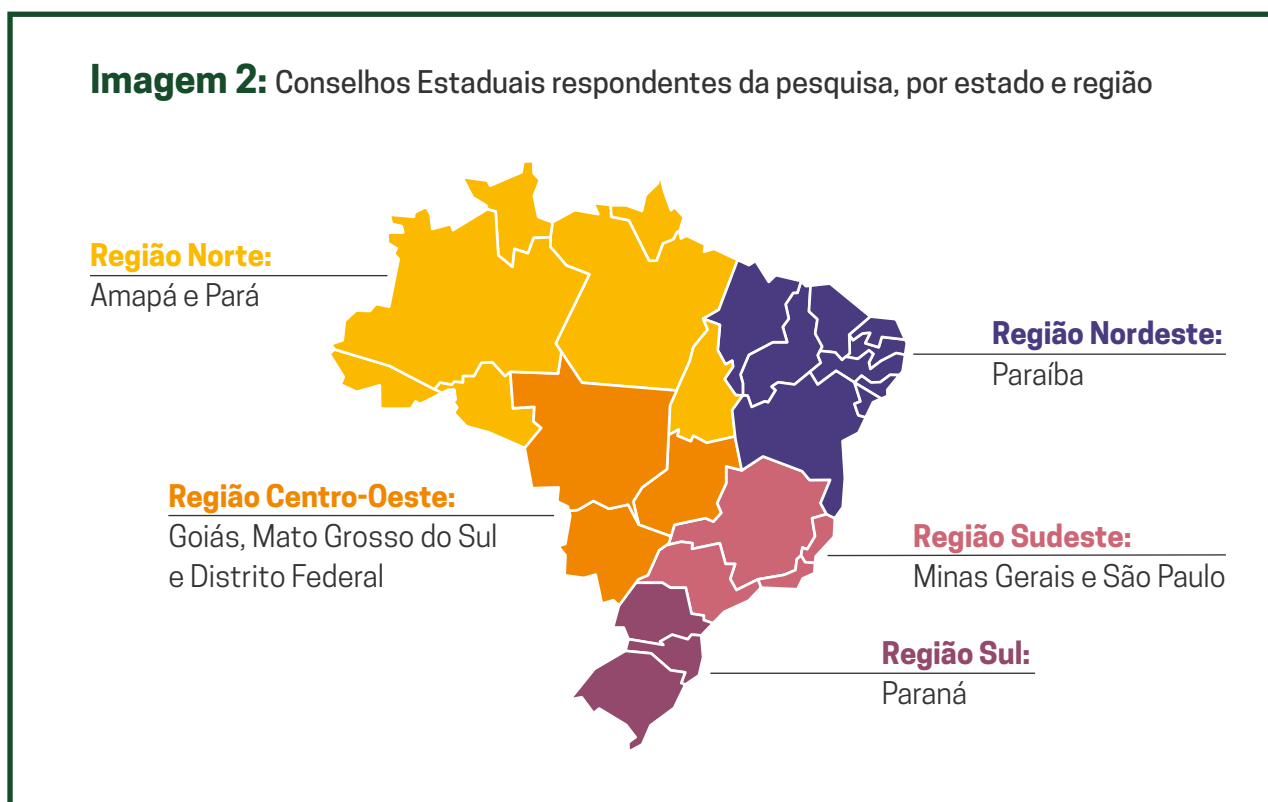 Imagem 2: Conselhos Estaduais respondentes da pesquisa, por estado e região
Região Norte:
Amapá e Pará
Região Nordeste:
Paraíba
Região Centro-Oeste:
Goiás, Mato Grosso do Sul
e Distrito Federal
Região Sudeste:
Minas Gerais e São Paulo
Região Sul:
Paraná